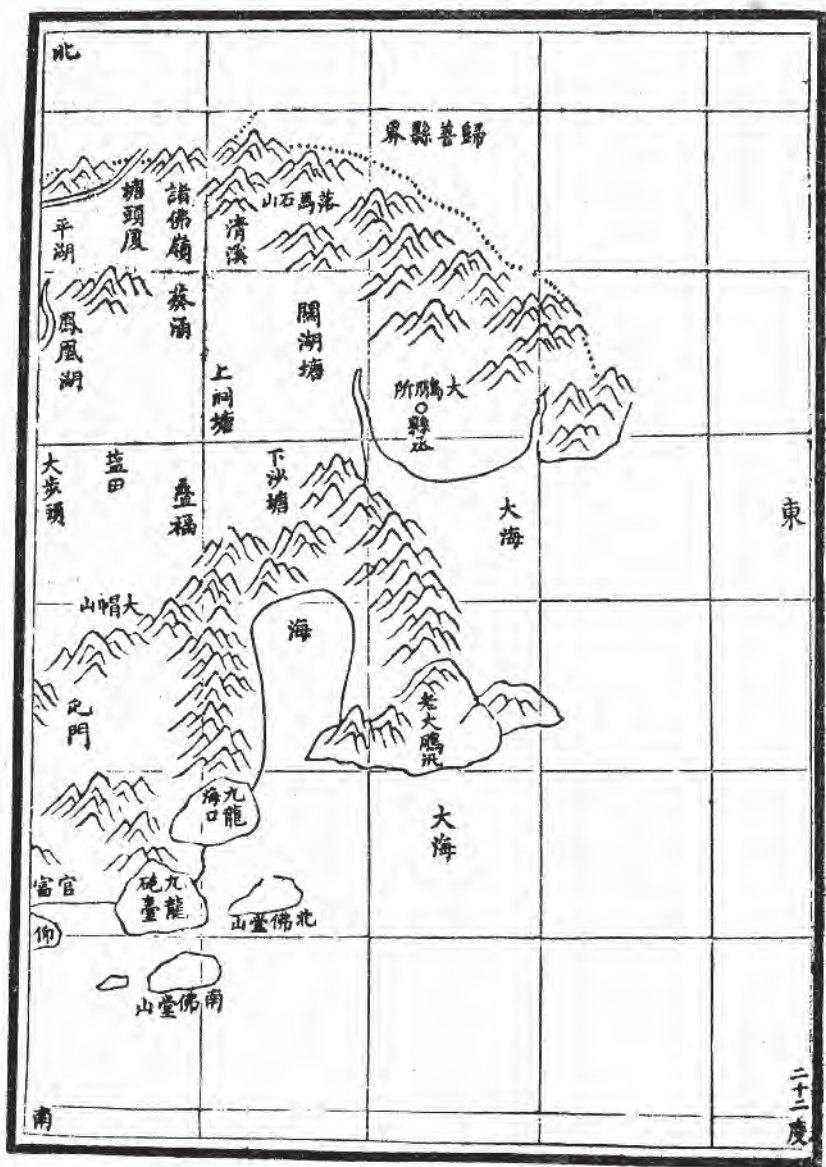 北
歸善縣界
落馬石山
清溪
諸佛嶺
塘頭厦
平湖
鳳凰湖
葵涌
關湖塘
上洞塘
大鵬所
縣丞
下沙塘
疊福
鹽田
大步頭
大海
東
大帽山
海
屯門
老大鵬汛
九龍海口
大海
官富
九龍砲臺
北佛堂山
仰
南佛堂山
南
二十二度